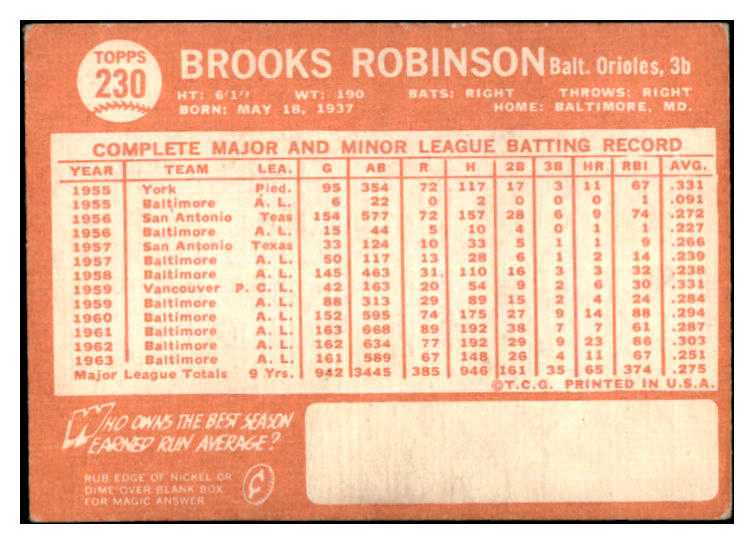 TOPPS
230
BROOKS ROBINSON Balt. Orioles, 3b
HT: 6'1" WT: 190 BATS: RIGHT THROWS: RIGHT
BORN: MAY 18, 1937 HOME: BALTIMORE, MD.
COMPLETE MAJOR AND MINOR LEAGUE BATTING RECORD
YEAR TEAM LEA. G AB R H 2B 3B HR RBI AVG.
1955 York Pied. 95 354 72 117 17 3 11 67 .331
1955 Baltimore A. L. 6 22 0 2 0 0 0 1 .091
1956 San Antonio Teas 154 577 72 157 28 6 9 74 .272
1956 Baltimore A. L. 15 44 5 10 4 0 1 1 .227
1957 San Antonio Texas 33 124 10 33 5 1 1 9 .266
1957 Baltimore A. L. 50 117 13 28 6 1 2 14 .239
1958 Baltimore A. L. 145 463 31. 110 16 3 3 32 .238
1959 Vancouver P. C. L. 42 163 20 54 9 2 6 30 .331
1959 Baltimore A. L. 88 313 29 89 15 2 4 24 .284
1960 Baltimore A. L. 152 595 74 175 27 9 14 88 .294
1961 Baltimore A. L. 163 668 89 192 38 7 7 61 .287
1962 Baltimore A. L. 162 634 77 192 29 9 23 86 .303
1963 Baltimore A. L. 161 589 67 148 26 4 11 67 .251
Major League Totals 9 Yrs. 942 3445 385 946 161 35 65 374 .275
©T.C.G. PRINTED IN U.S.A.
WHO OWNS THE BEST SEASON
EARNED RUN AVERAGE?
RUB EDGE OF NICKEL OR
DIME OVER BLANK BOX
FOR MAGIC ANSWER